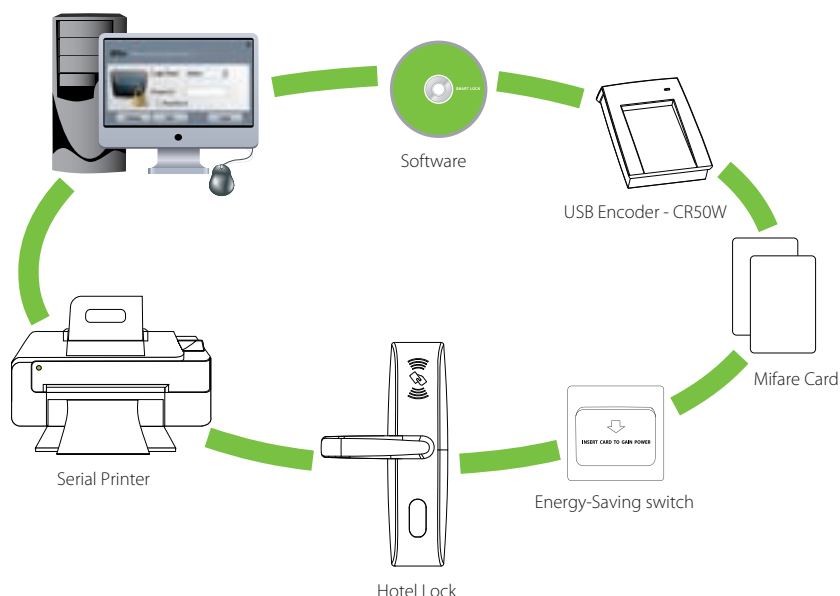 SMART LOCK
Software
USB Encoder - CR50W
Mifare Card
INSERT CARD TO GAIN POWER
Energy-Saving switch
Serial Printer
Hotel Lock